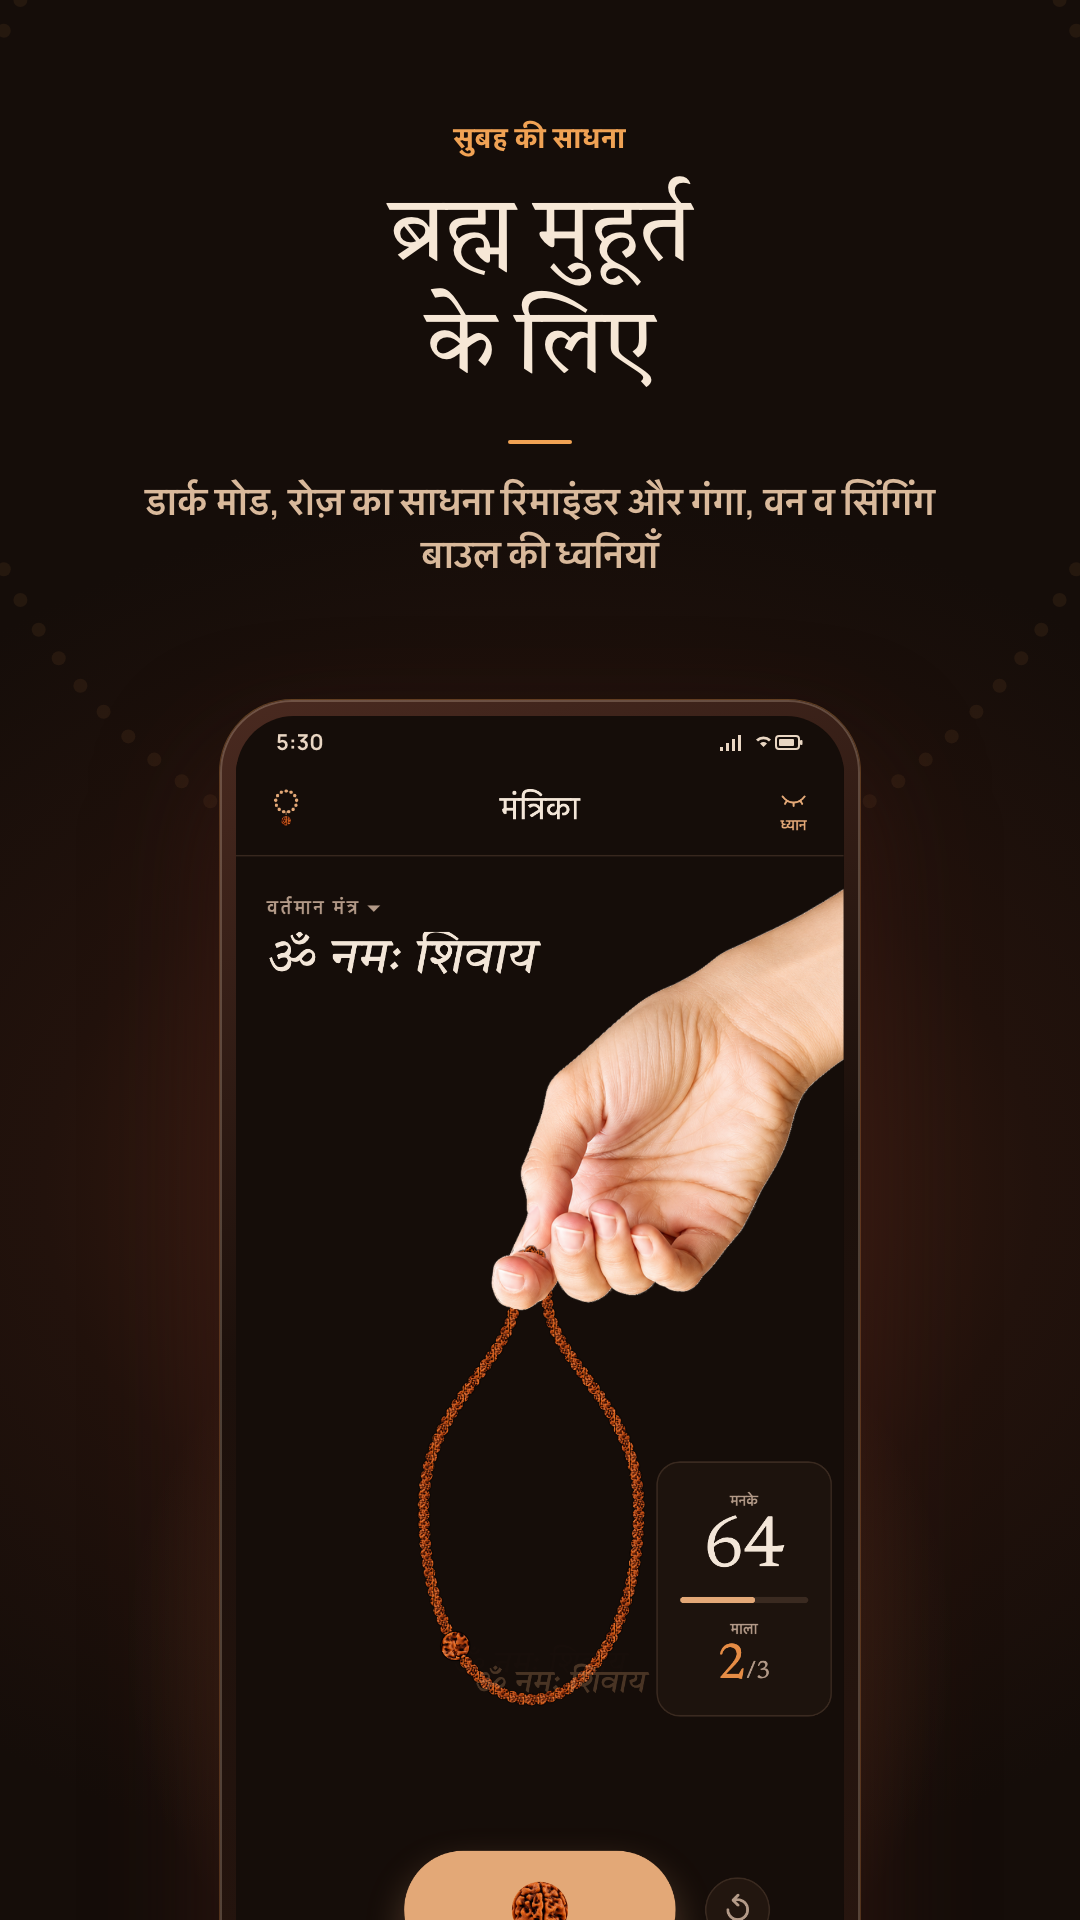 सुबह की साधना
ब्रह्म मुहूर्त
के लिए
डार्क मोड, रोज़ का साधना रिमाइंडर और गंगा, वन व सिंगिंग
बाउल की ध्वनियाँ
5:30
मंत्रिका
ध्यान
वर्तमान मंत्र
ॐ नमः शिवाय
मनके
64
माला
2/3
ॐ नमः शिवाय